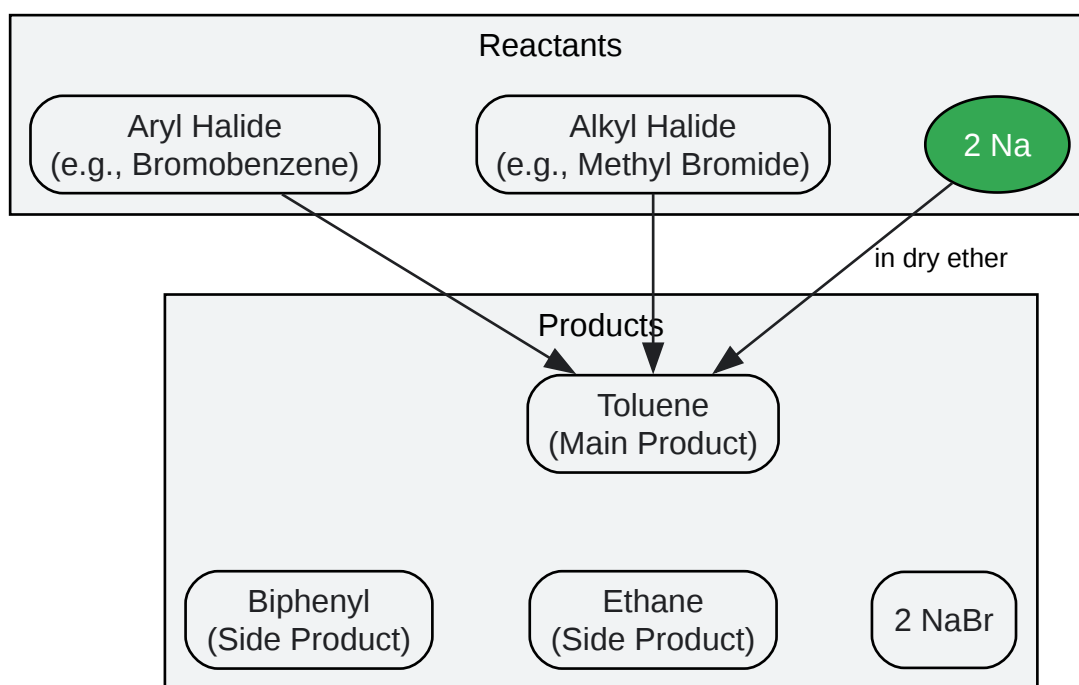 Reactants
Aryl Halide
(e.g., Bromobenzene)
Alkyl Halide
(e.g., Methyl Bromide)
2 Na
in dry ether
Products
Toluene
(Main Product)
Biphenyl
(Side Product)
Ethane
(Side Product)
2 NaBr